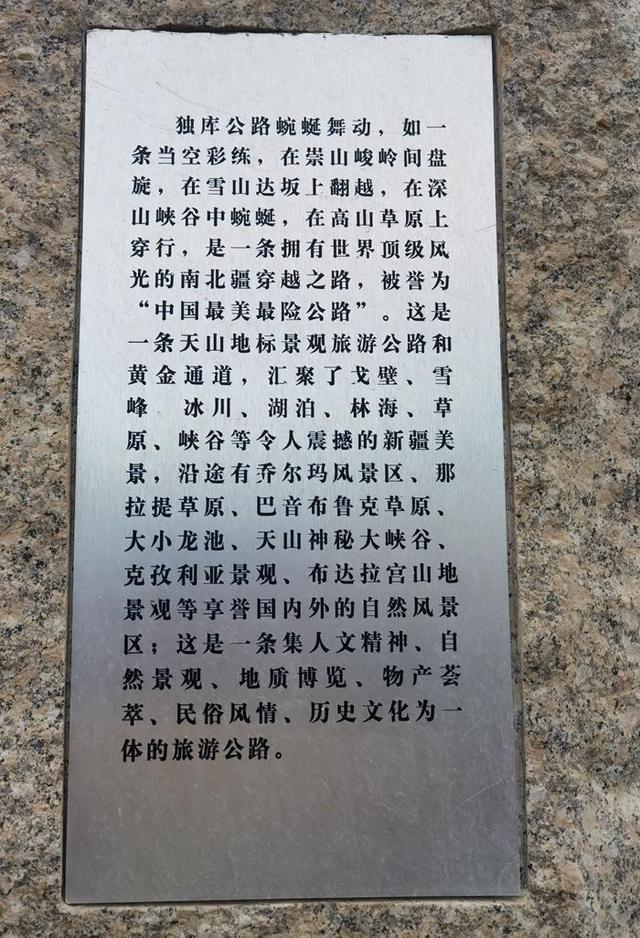 独库公路蜿蜒舞动，如一
条当空彩练，在崇山峻岭间盘
旋，在雪山达坂上翻越，在深
山峡谷中蜿蜒，在高山草原上
穿行，是一条拥有世界顶级风
光的南北疆穿越之路，被誉为
“中国最美最险公路”。这是
一条天山地标景观旅游公路和
黄金通道，汇聚了戈壁、雪
峰 冰川、湖泊、林海、草
原、峡谷等令人震撼的新疆美
景，沿途有乔尔玛风景区、那
拉提草原、巴音布鲁克草原、
大小龙池、天山神秘大峡谷、
克孜利亚景观、布达拉宫山地
景观等享誉国内外的自然风景
区；这是一条集人文精神、自
然景观、地质博览、物产荟
萃、民俗风情、历史文化为一
体的旅游公路。